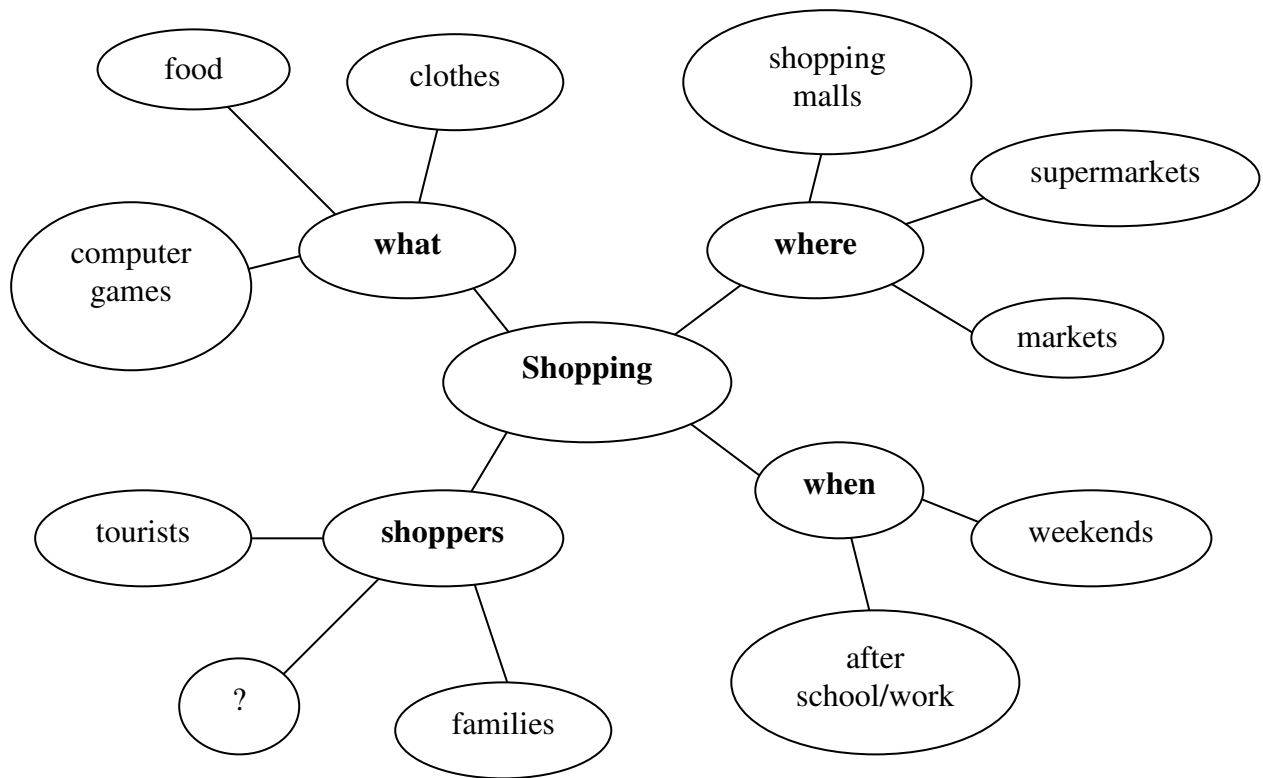 food
clothes
shopping
malls
supermarkets
computer
games
what
where
markets
Shopping
when
tourists
shoppers
weekends
?
families
after
school/work